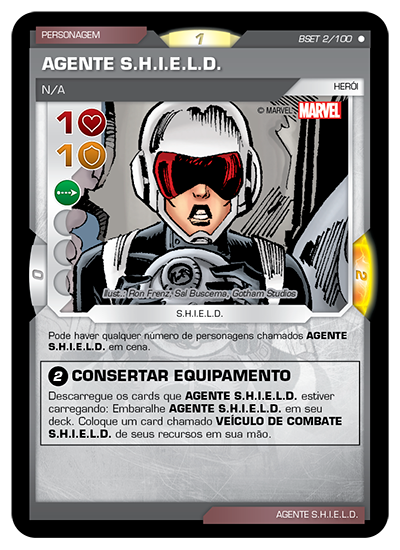 PERSONAGEM
1
BSET 2/100
AGENTE S.H.I.E.L.D.
N/A
HERÓI
1
© MARVEL MARVEL
1
0
2
Illust.: Ron Frenz, Sal Buscema, Gotham Studios
S.H.I.E.L.D.
Pode haver qualquer número de personagens chamados AGENTE
S.H.I.E.L.D. em cena.
2 CONSERTAR EQUIPAMENTO
Descarregue os cards que AGENTE S.H.I.E.L.D. estiver
carregando: Embaralhe AGENTE S.H.I.E.L.D. em seu
deck. Coloque um card chamado VEÍCULO DE COMBATE
S.H.I.E.L.D. de seus recursos em sua mão.
AGENTE S.H.I.E.L.D.